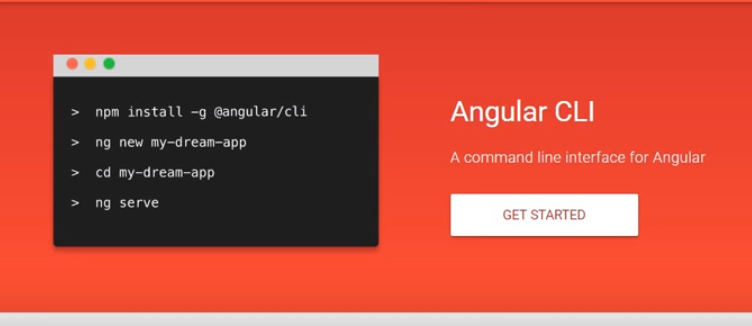 > npm install -g @angular/cli
> ng new my-dream-app
> cd my-dream-app
> ng serve
Angular CLI
A command line interface for Angular
GET STARTED